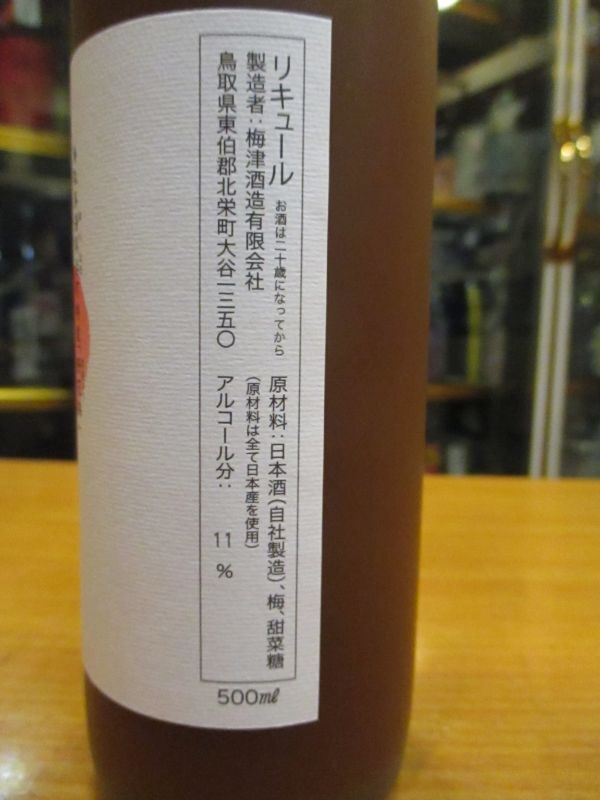 リキュール お酒は二十歳になってから 原材料:日本酒(自社製造)、梅、甜菜糖
製造者:梅津酒造有限会社 (原材料は全て日本産を使用)
鳥取県東伯郡北栄町大谷一三五〇 アルコール分: 11%
500㎖